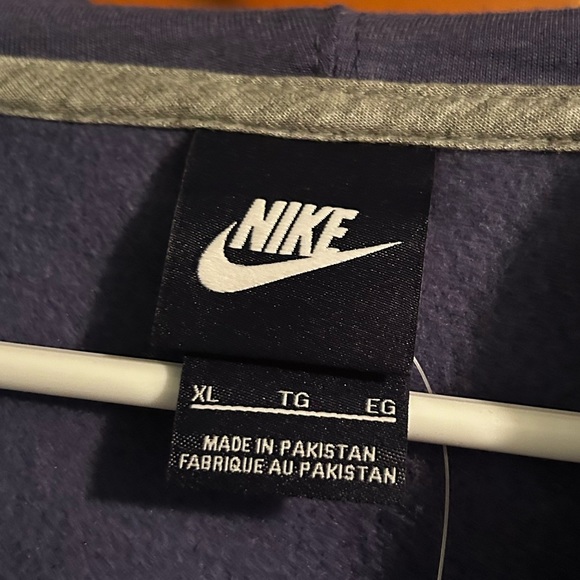 NIKE
XL TG EG
MADE IN PAKISTAN
FABRIQUE AU PAKISTAN